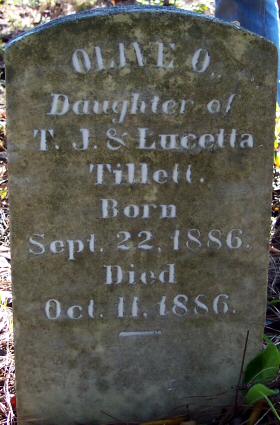 OLIVE O.
Daughter of
T. J. & Lucetta
Tillett.
Born
Sept. 22, 1886.
Died
Oct. 11, 1886.